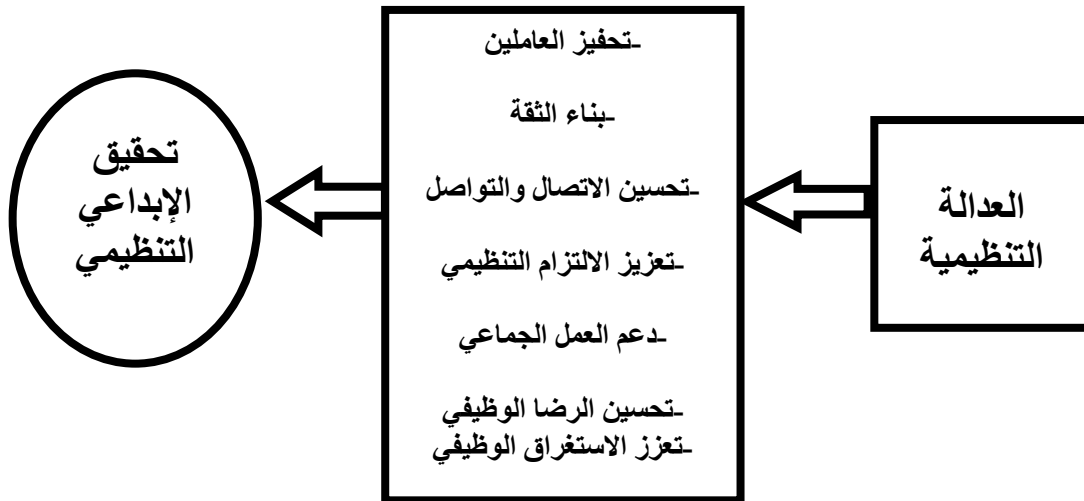 العدالة
التنظيمية
-تحفيز العاملين
-بناء الثقة
-تحسين الاتصال والتواصل
-تعزيز الالتزام التنظيمي
-دعم العمل الجماعي
-تحسين الرضا الوظيفي
-تعزز الاستغراق الوظيفي
تحقيق
الإبداعي
التنظيمي